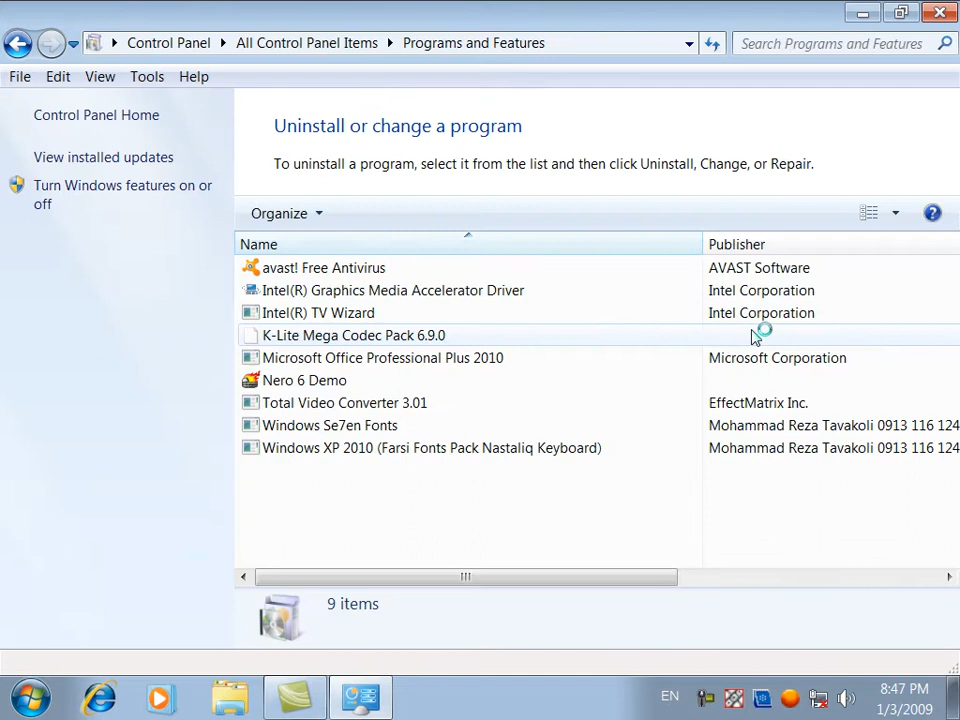 Control Panel All Control Panel Items Programs and Features Search Programs and Features
File Edit View Tools Help
Control Panel Home
View installed updates
Turn Windows features on or
off
Uninstall or change a program
To uninstall a program, select it from the list and then click Uninstall, Change, or Repair.
Organize
Name Publisher
avast! Free Antivirus AVAST Software
Intel(R) Graphics Media Accelerator Driver Intel Corporation
Intel(R) TV Wizard Intel Corporation
K-Lite Mega Codec Pack 6.9.0
Microsoft Office Professional Plus 2010 Microsoft Corporation
Nero 6 Demo
Total Video Converter 3.01 EffectMatrix Inc.
Windows Se7en Fonts Mohammad Reza Tavakoli 0913 116 124
Windows XP 2010 (Farsi Fonts Pack Nastaliq Keyboard) Mohammad Reza Tavakoli 0913 116 124
9 items
EN
8:47 PM
1/3/2009